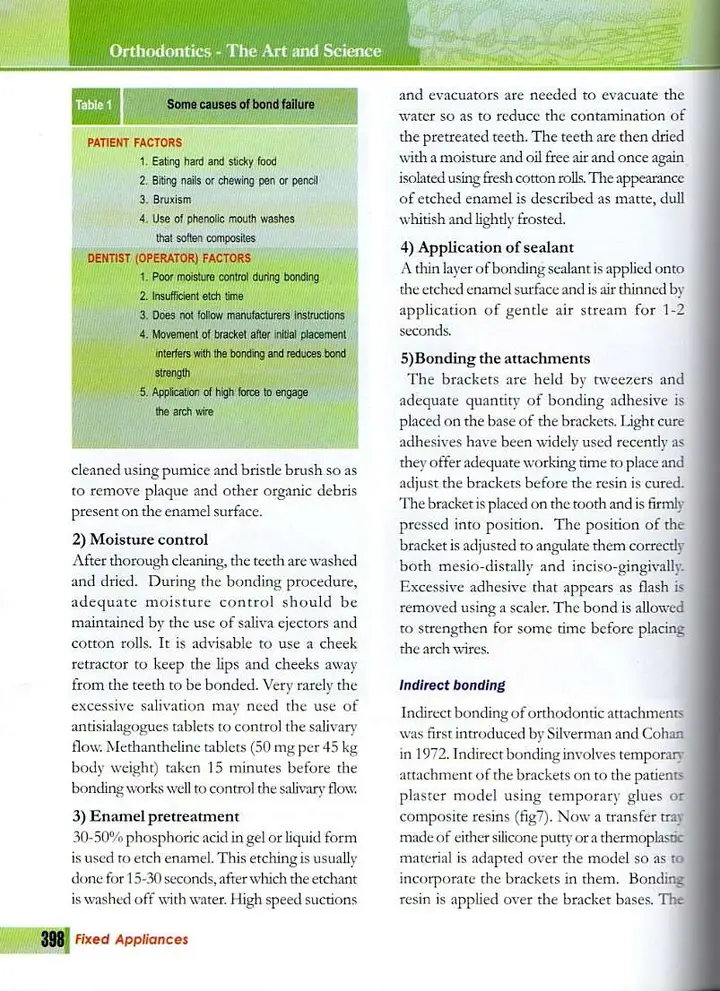 Orthodontics - The Art and Science
Table 1
Some causes of bond failure
PATIENT FACTORS
1. Eating hard and sticky food
2. Biting nails or chewing pen or pencil
3. Bruxism
4. Use of phenolic mouth washes
that soften composites
DENTIST (OPERATOR) FACTORS
1. Poor moisture control during bonding
2. Insufficient etch time
3. Does not follow manufacturers instructions
4. Movement of bracket after initial placement
interfers with the bonding and reduces bond
strength
5. Application of high force to engage
the arch wire
cleaned using pumice and bristle brush so as
to remove plaque and other organic debris
present on the enamel surface.
2) Moisture control
After thorough cleaning, the teeth are washed
and dried. During the bonding procedure,
adequate moisture control should be
maintained by the use of saliva ejectors and
cotton rolls. It is advisable to use a cheek
retractor to keep the lips and cheeks away
from the teeth to be bonded. Very rarely the
excessive salivation may need the use of
antisialagogues tablets to control the salivary
flow. Methantheline tablets (50 mg per 45 kg
body weight) taken 15 minutes before the
bonding works well to control the salivary flow.
3) Enamel pretreatment
30-50% phosphoric acid in gel or liquid form
is used to etch enamel. This etching is usually
done for 15-30 seconds, after which the etchant
is washed off with water. High speed suctions
and evacuators are needed to evacuate the
water so as to reduce the contamination of
the pretreated teeth. The teeth are then dried
with a moisture and oil free air and once again
isolated using fresh cotton rolls. The appearance
of etched enamel is described as matte, dull
whitish and lightly frosted.
4) Application of sealant
A thin layer of bonding sealant is applied onto
the etched enamel surface and is air thinned by
application of gentle air stream for 1-2
seconds.
5)Bonding the attachments
The brackets are held by tweezers and
adequate quantity of bonding adhesive is
placed on the base of the brackets. Light cure
adhesives have been widely used recently as
they offer adequate working time to place and
adjust the brackets before the resin is cured.
The bracket is placed on the tooth and is firmly
pressed into position. The position of the
bracket is adjusted to angulate them correctly
both mesio-distally and inciso-gingivally.
Excessive adhesive that appears as flash is
removed using a scaler. The bond is allowed
to strengthen for some time before placing
the arch wires.
Indirect bonding
Indirect bonding of orthodontic attachments
was first introduced by Silverman and Cohan
in 1972. Indirect bonding involves temporary
attachment of the brackets on to the patients
plaster model using temporary glues or
composite resins (fig7). Now a transfer tray
made of either silicone putty or a thermoplastic
material is adapted over the model so as to
incorporate the brackets in them. Bonding
resin is applied over the bracket bases. The
398 Fixed Appliances